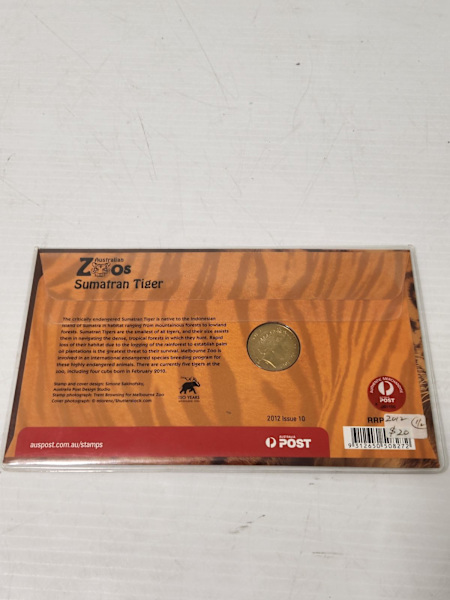 Australian
Zoos
Sumatran Tiger
The critically-endangered Sumatran Tiger is native to the Indonesian
island of Sumatra in habitat ranging from mountainous forests to lowland
forests. Sumatran Tigers are the smallest of all tigers, and their size assists
them in navigating the dense, tropical forests in which they hunt. Rapid
loss of their habitat due to the logging of the rainforest to establish palm
oil plantations is the greatest threat to their survival. Melbourne Zoo is
involved in an international endangered species breeding program for
these highly endangered animals. There are currently five tigers at the
zoo, including four cubs born in February 2010.
Stamp and cover design: Simone Sakinofsky,
Australia Post Design Studio
Stamp photograph: Trent Browning for Melbourne Zoo
Cover photograph: © edstrek/Shutterstock.com
150 YEARS
2012 Issue 10
auspost.com.au/stamps
AUSTRALIA
POST
RRP
2012
$20
9 312650 508272